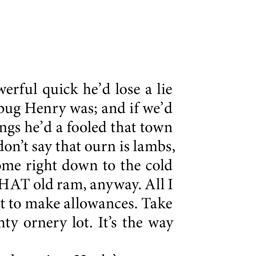 werful quick he'd lose a lie
bug Henry was; and if we'd
ngs he'd a fooled that town
don't say that ourn is lambs,
ome right down to the cold
HAT old ram, anyway. All I
t to make allowances. Take
nty ornery lot. It's the way